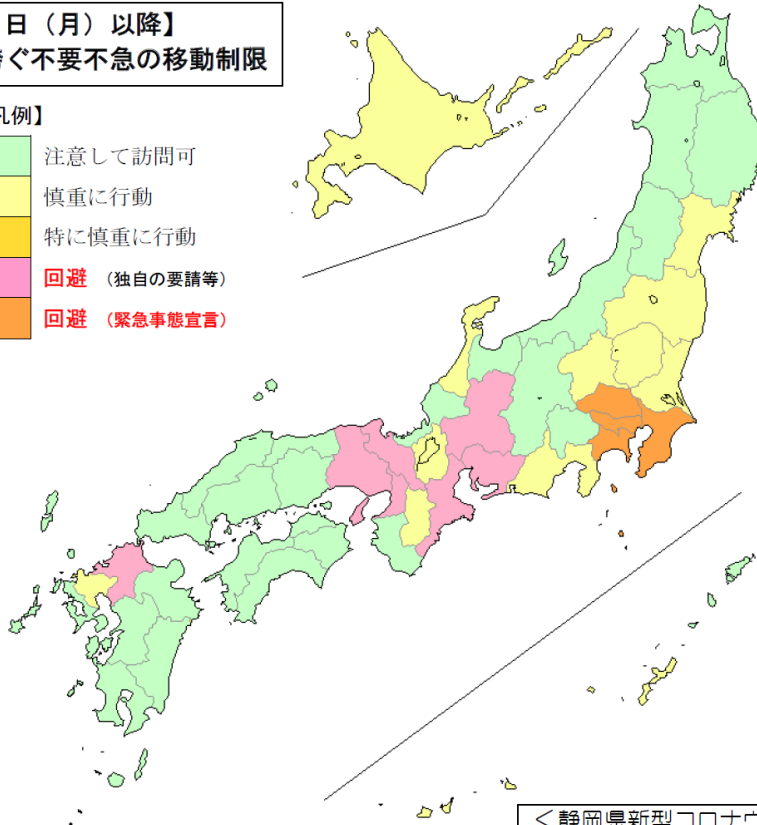 日（月）以降】
ぐ不要不急の移動制限
凡例】
注意して訪問可
慎重に行動
特に慎重に行動
回避 （独自の要請等）
回避 （緊急事態宣言）
＜静岡県新型コロナウ